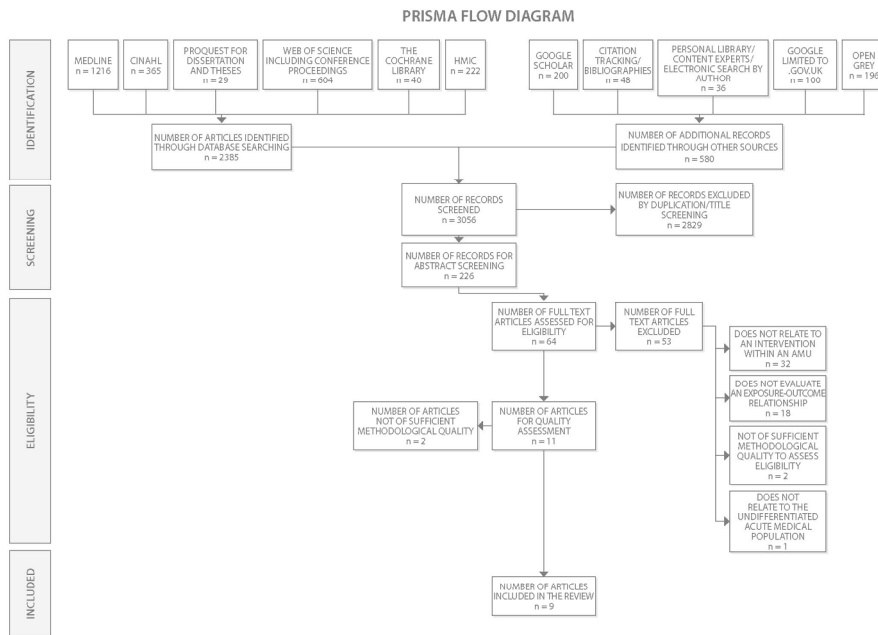 PRISMA FLOW DIAGRAM
IDENTIFICATION
MEDLINE
n = 1216
CINAHL
n = 365
PROQUEST FOR
DISSERTATION
AND THESES
n = 29
WEB OF SCIENCE
INCLUDING CONFERENCE
PROCEEDINGS
n = 604
THE
COCHRANE
LIBRARY
n = 40
HMIC
n = 222
GOOGLE
SCHOLAR
n = 200
CITATION
TRACKING/
BIBLIOGRAPHIES
n = 48
PERSONAL LIBRARY/
CONTENT EXPERTS/
ELECTRONIC SEARCH BY
AUTHOR
n = 36
GOOGLE
LIMITED TO
.GOV.UK
n = 100
OPEN
GREY
n = 196
NUMBER OF ARTICLES IDENTIFIED
THROUGH DATABASE SEARCHING
n = 2385
NUMBER OF ADDITIONAL RECORDS
IDENTIFIED THROUGH OTHER SOURCES
n = 580
SCREENING
NUMBER OF RECORDS
SCREENED
n = 3056
NUMBER OF RECORDS EXCLUDED
BY DUPLICATION/TITLE
SCREENING
n = 2829
NUMBER OF RECORDS FOR
ABSTRACT SCREENING
n = 226
ELIGIBILITY
NUMBER OF FULL TEXT
ARTICLES ASSESSED FOR
ELIGIBILITY
n = 64
NUMBER OF FULL
TEXT ARTICLES
EXCLUDED
n = 53
DOES NOT RELATE TO
AN INTERVENTION
WITHIN AN AMU
n = 32
DOES NOT EVALUATE
AN EXPOSURE-OUTCOME
RELATIONSHIP
n = 18
NUMBER OF ARTICLES
NOT OF SUFFICIENT
METHODOLOGICAL QUALITY
n = 2
NUMBER OF ARTICLES
FOR QUALITY
ASSESSMENT
n = 11
NOT OF SUFFICIENT
METHODOLOGICAL
QUALITY TO ASSESS
ELIGIBILITY
n = 2
DOES NOT
RELATE TO THE
UNDIFFERENTIATED
ACUTE MEDICAL
POPULATION
n = 1
INCLUDED
NUMBER OF ARTICLES
INCLUDED IN THE REVIEW
n = 9